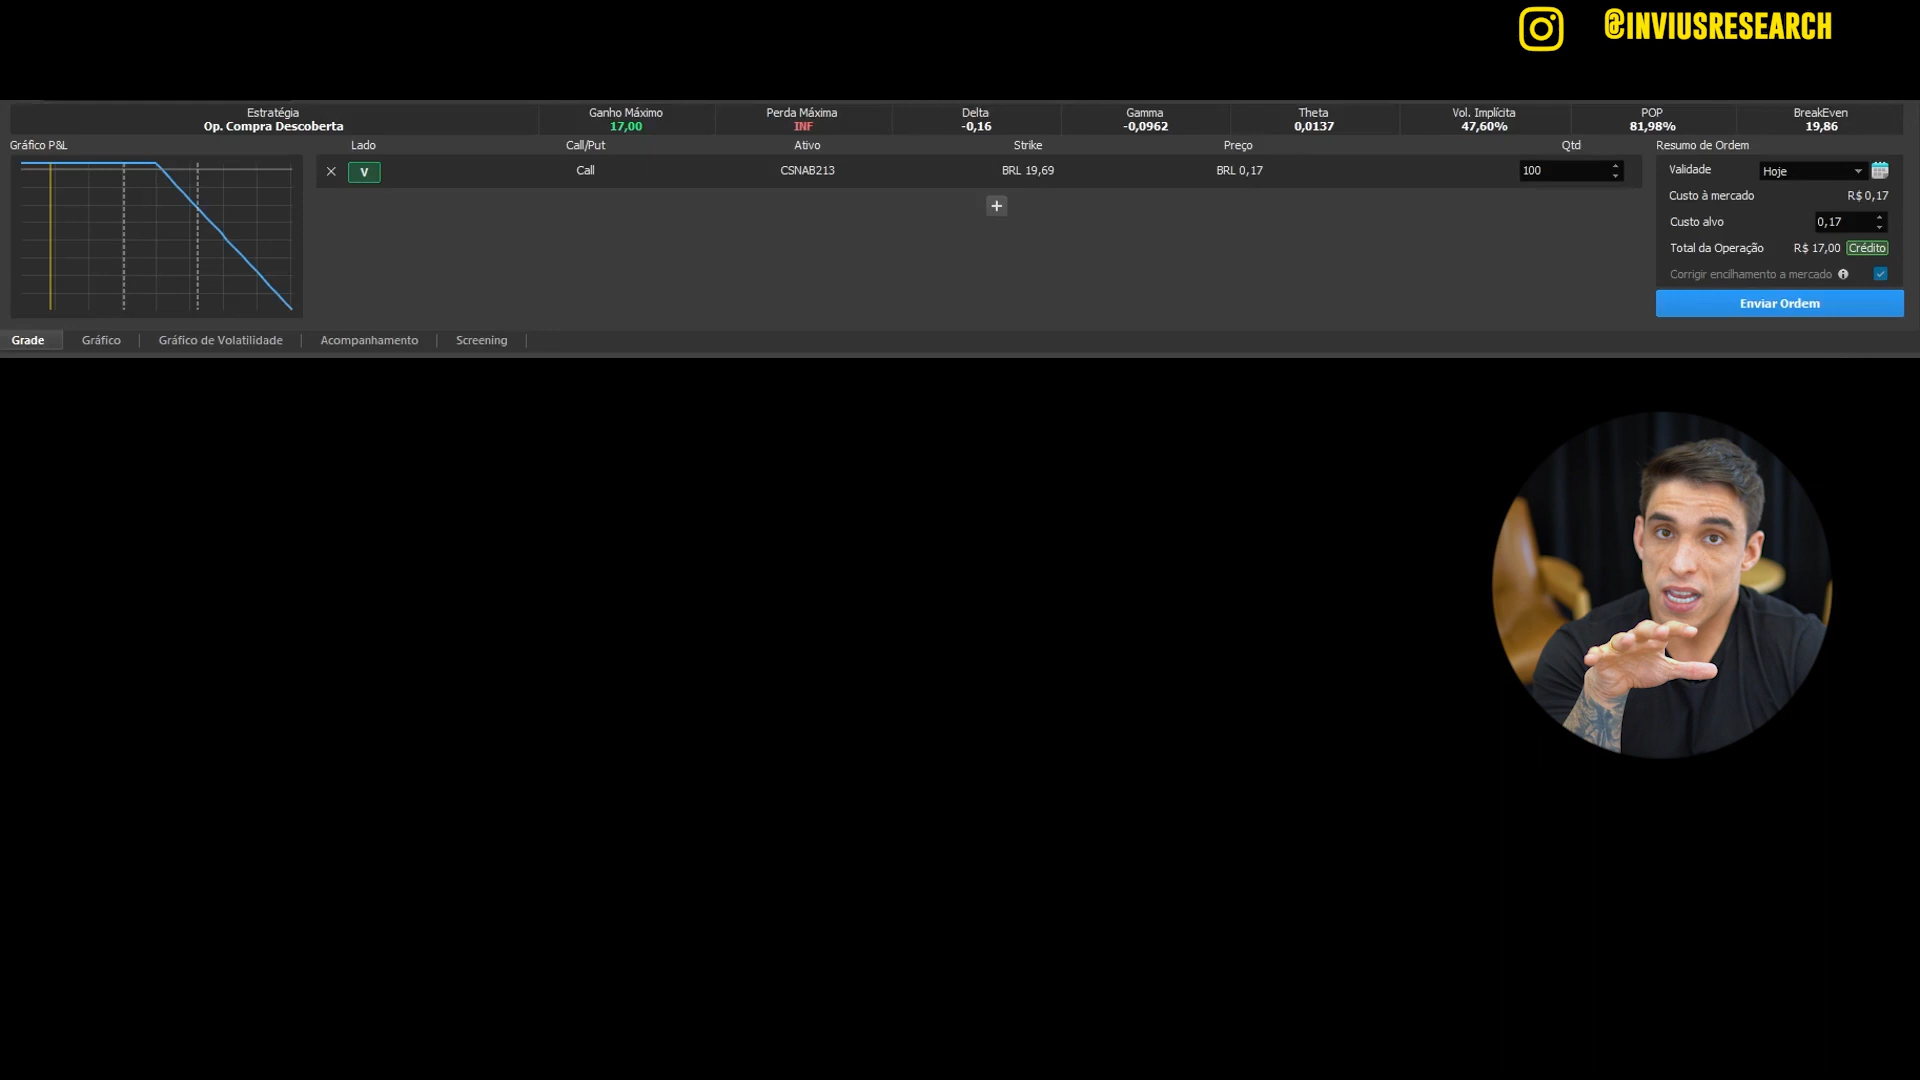 @INVIUSRESEARCH
Estratégia
Op. Compra Descoberta
Ganho Máximo
17,00
Perda Máxima
INF
Delta
-0,16
Gamma
-0,0962
Theta
0,0137
Vol. Implícita
47,60%
POP
81,98%
BreakEven
19,86
Gráfico P&L
Lado Call/Put Ativo Strike Preço Qtd
V Call CSNAB213 BRL 19,69 BRL 0,17 100
Resumo de Ordem
Validade Hoje
Custo à mercado R$ 0,17
Custo alvo 0,17
Total da Operação R$ 17,00 Crédito
Corrigir encilhamento a mercado
Enviar Ordem
Grade Gráfico Gráfico de Volatilidade Acompanhamento Screening